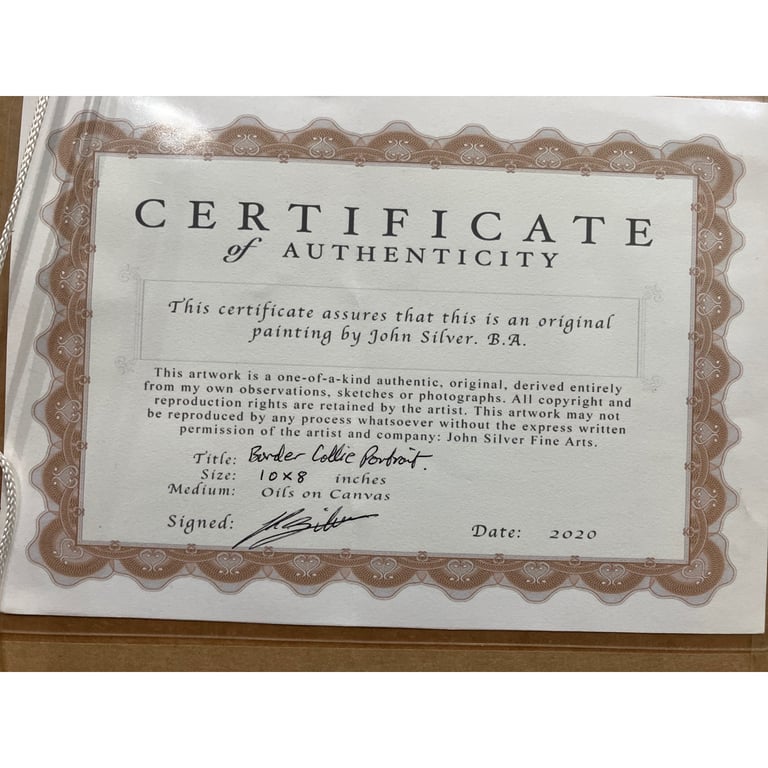 CERTIFICATE
of AUTHENTICITY
This certificate assures that this is an original
painting by John Silver. B.A.
This artwork is a one-of-a-kind authentic, original, derived entirely
from my own observations, sketches or photographs. All copyright and
reproduction rights are retained by the artist. This artwork may not
be reproduced by any process whatsoever without the express written
permission of the artist and company: John Silver Fine Arts.
Title: Border Collie Portrait.
Size: 10x8 inches
Medium: Oils on Canvas
Signed: Silver
Date: 2020